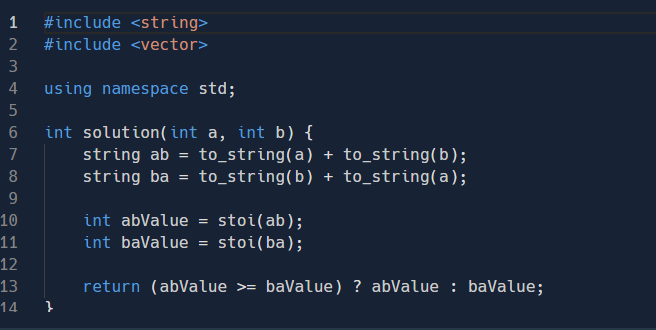 1 #include <string>
2 #include <vector>
3
4 using namespace std;
5
6 int solution(int a, int b) {
7     string ab = to_string(a) + to_string(b);
8     string ba = to_string(b) + to_string(a);
9
10     int abValue = stoi(ab);
11     int baValue = stoi(ba);
12
13     return (abValue >= baValue) ? abValue : baValue;
14 }